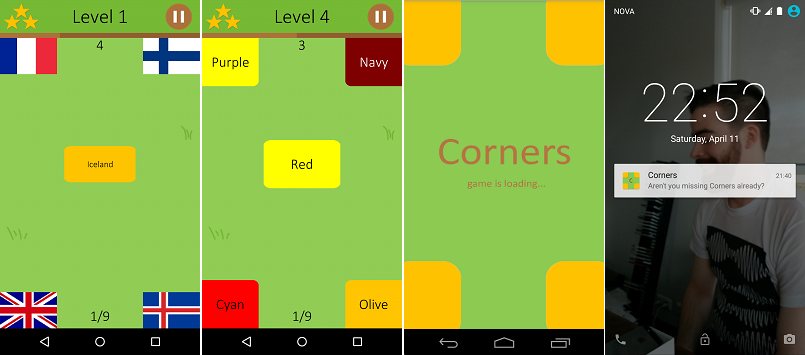 Level 1
4
Iceland
1/9
Level 4
3
Purple
Navy
Red
Cyan
Olive
1/9
Corners
game is loading...
NOVA
22:52
Saturday, April 11
Corners
21:40
Aren't you missing Corners already?